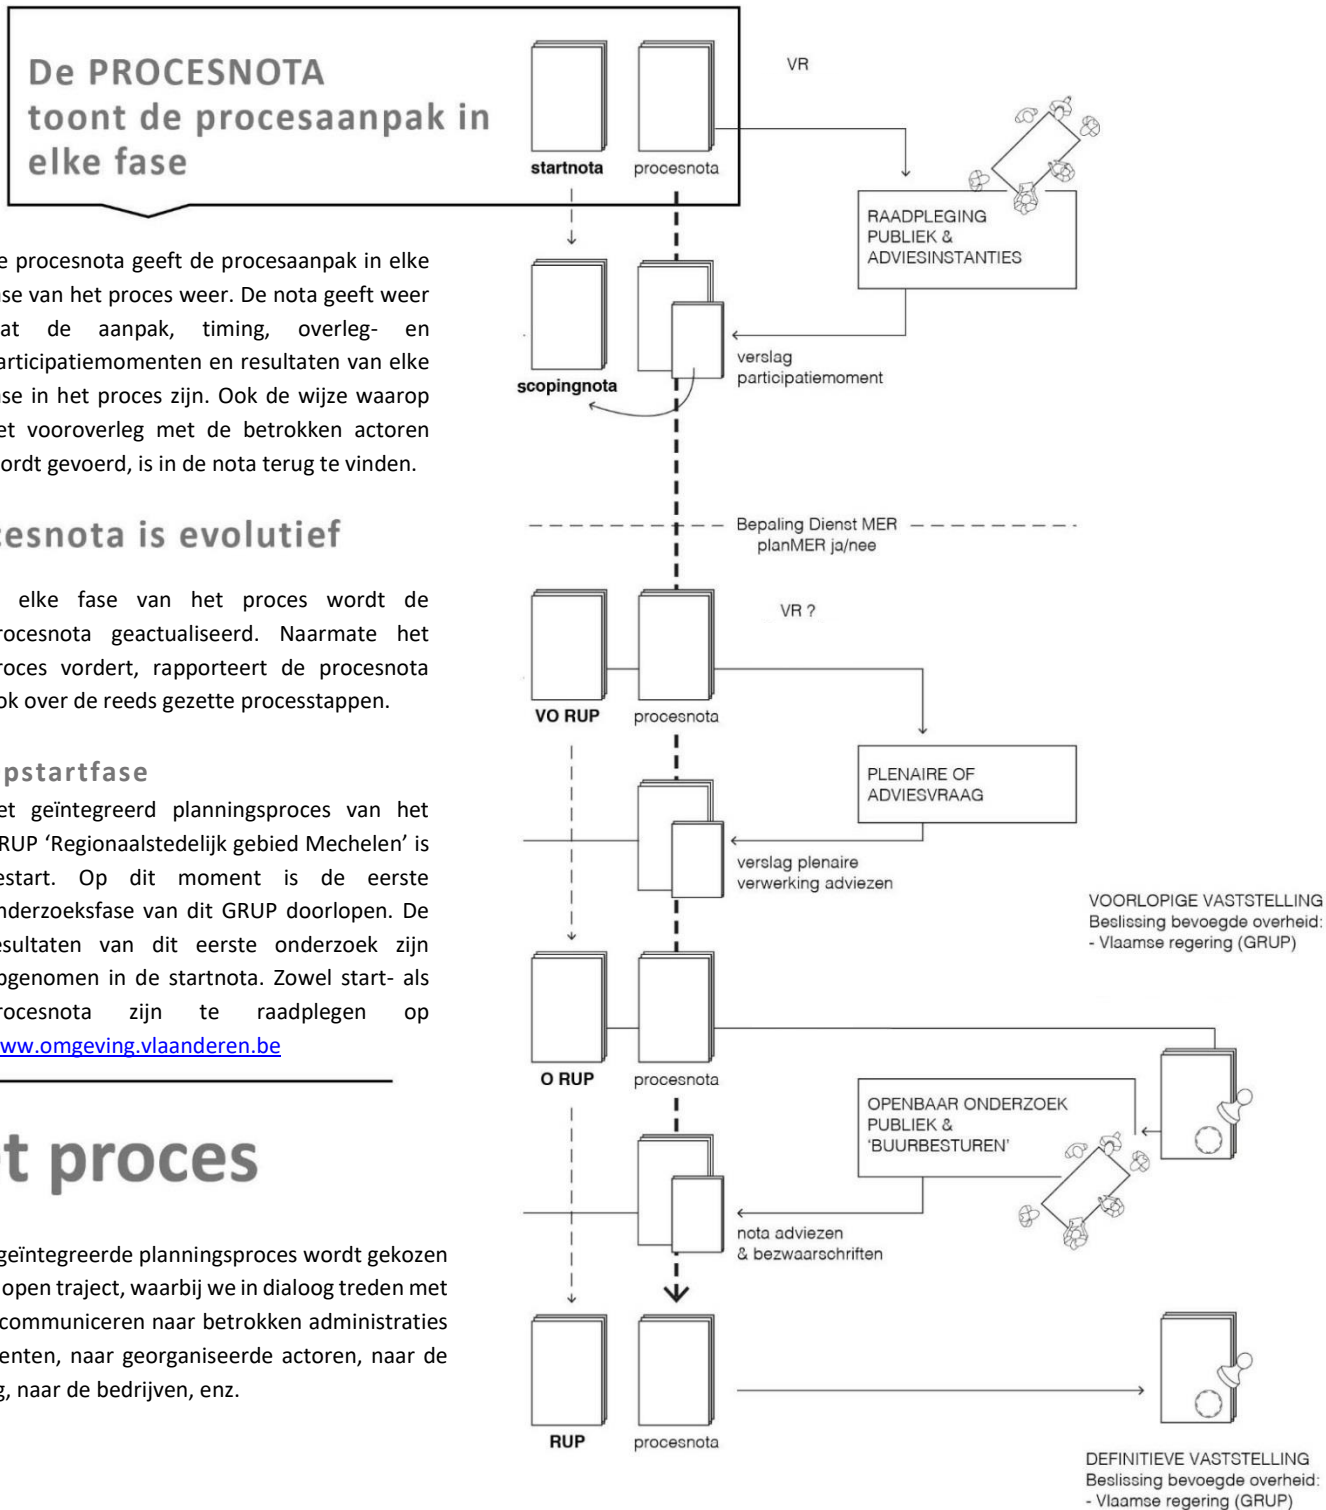 De PROCESNOTA
toont de procesaanpak in
elke fase
e procesnota geeft de procesaanpak in elke
ase van het proces weer. De nota geeft weer
at de aanpak, timing, overleg- en
articipatiemomenten en resultaten van elke
ase in het proces zijn. Ook de wijze waarop
et vooroverleg met de betrokken actoren
ordt gevoerd, is in de nota terug te vinden.
cesnota is evolutief
elke fase van het proces wordt de
rocesnota geactualiseerd. Naarmate het
roces vordert, rapporteert de procesnota
ok over de reeds gezette processtappen.
pstartfase
et geïntegreerd planningsproces van het
RUP ‘Regionaalstedelijk gebied Mechelen’ is
estart. Op dit moment is de eerste
nderzoeksfase van dit GRUP doorlopen. De
esultaten van dit eerste onderzoek zijn
pgenomen in de startnota. Zowel start- als
rocesnota zijn te raadplegen op
ww.omgeving.vlaanderen.be
t proces
geïntegreerde planningsproces wordt gekozen
open traject, waarbij we in dialoog treden met
communiceren naar betrokken administraties
enten, naar georganiseerde actoren, naar de
g, naar de bedrijven, enz.
VR
startnota
procesnota
RAADPLEGING
PUBLIEK &
ADVIESINSTANTIES
verslag
participatiemoment
scopingnota
Bepaling Dienst MER
planMER ja/nee
VR ?
VO RUP
procesnota
PLENAIRE OF
ADVIESVRAAG
verslag plenaire
verwerking adviezen
VOORLOPIGE VASTSTELLING
Beslissing bevoegde overheid:
- Vlaamse regering (GRUP)
O RUP
procesnota
OPENBAAR ONDERZOEK
PUBLIEK &
‘BUURBESTUREN’
nota adviezen
& bezwaarschriften
RUP
procesnota
DEFINITIEVE VASTSTELLING
Beslissing bevoegde overheid:
- Vlaamse regering (GRUP)